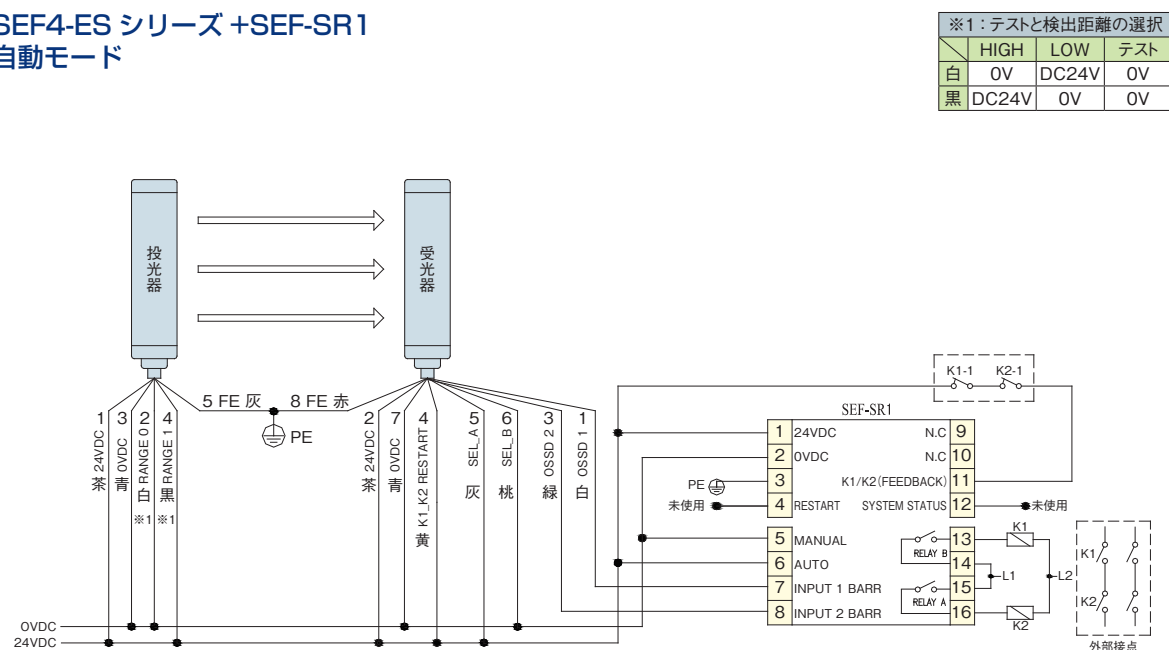 SEF4-ES シリーズ +SEF-SR1
自動モード
※1：テストと検出距離の選択
HIGH LOW テスト
白 0V DC24V 0V
黒 DC24V 0V 0V
投光器
受光器
5 FE 灰
8 FE 赤
PE
1 24VDC 茶
3 0VDC 青
2 RANGE 0 白 ※1
4 RANGE 1 黒 ※1
2 24VDC 茶
7 0VDC 青
4 K1_K2 RESTART 黄
5 SEL_A 灰
6 SEL_B 桃
3 OSSD 2 緑
1 OSSD 1 白
0VDC
24VDC
K1-1 K2-1
SEF-SR1
1 24VDC N.C 9
2 0VDC N.C 10
PE 3 K1/K2(FEEDBACK) 11
未使用 4 RESTART SYSTEM STATUS 12 未使用
5 MANUAL RELAY B 13 K1
6 AUTO 14
L1 L2
7 INPUT 1 BARR 15
8 INPUT 2 BARR RELAY A 16 K2
K1
K2
外部接点